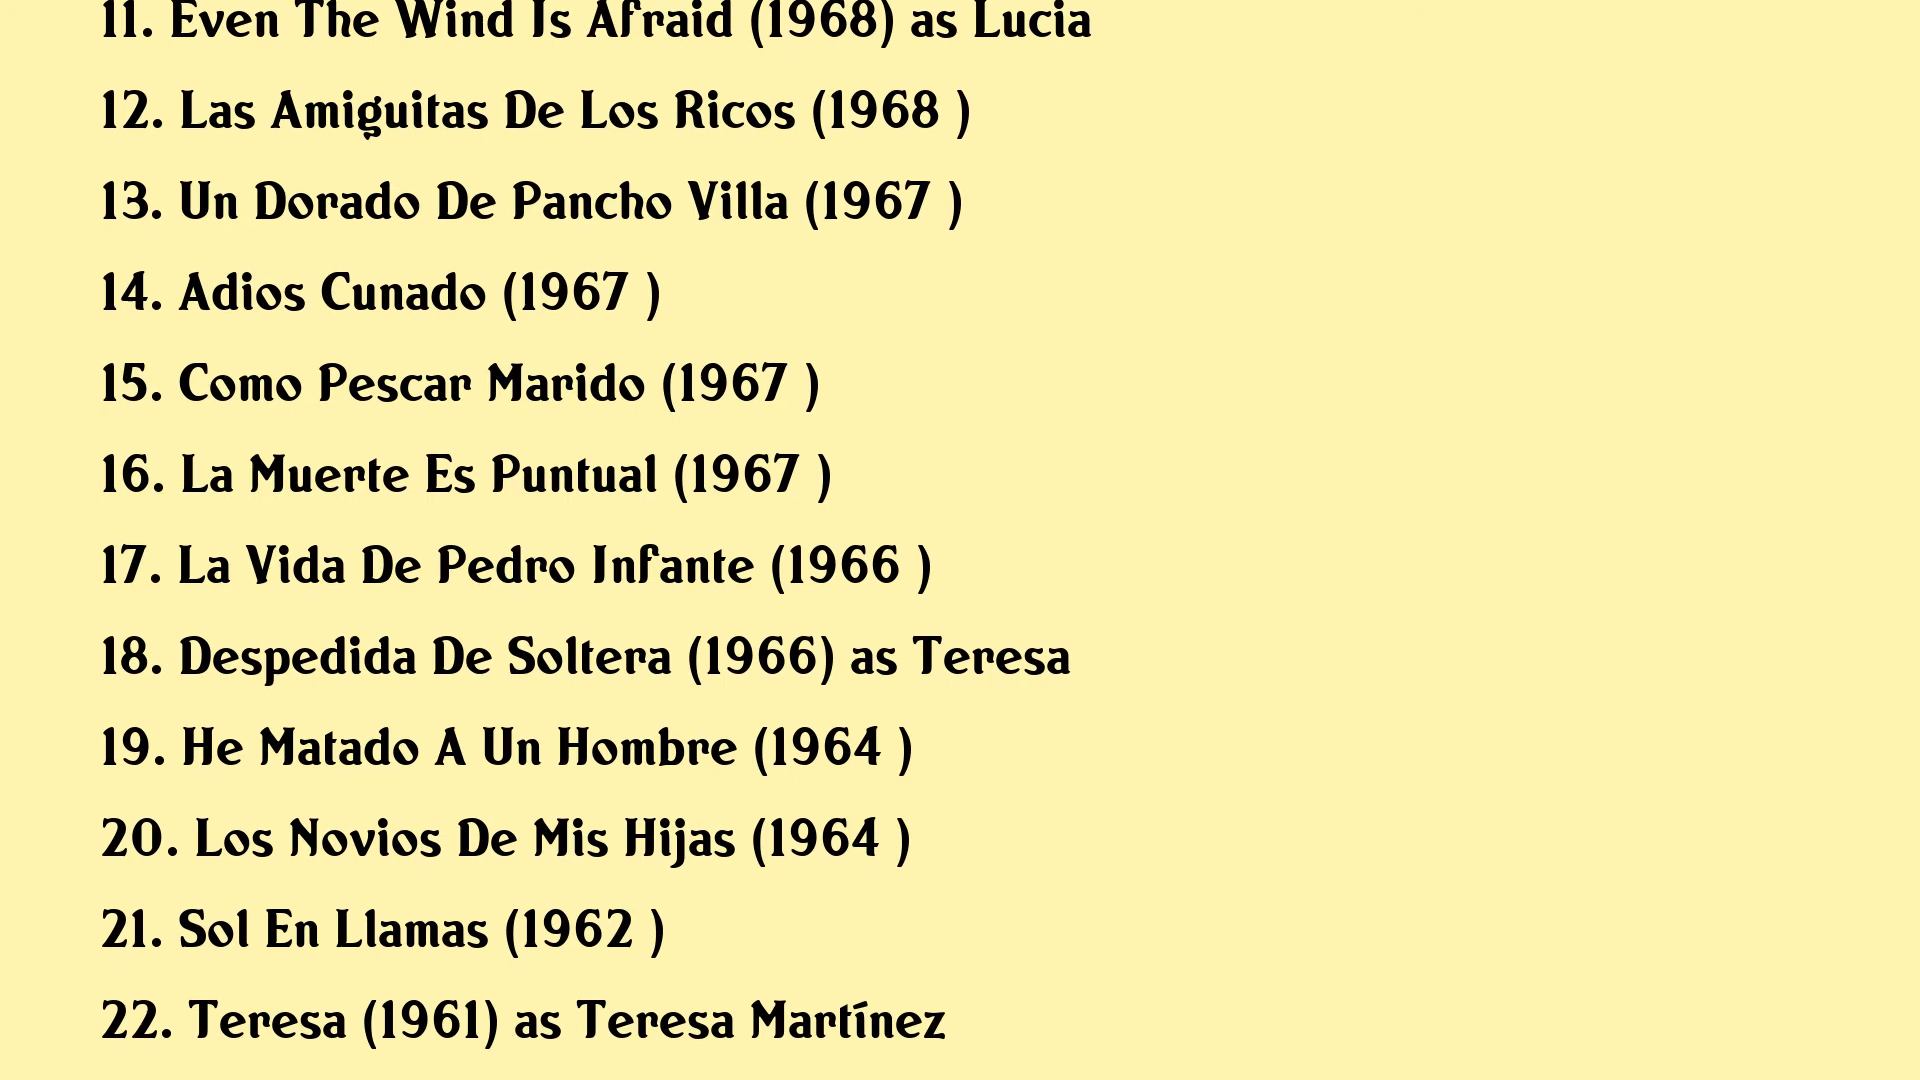 11. Even The Wind Is Afraid (1968) as Lucia
12. Las Amiguitas De Los Ricos (1968 )
13. Un Dorado De Pancho Villa (1967 )
14. Adios Cunado (1967 )
15. Como Pescar Marido (1967 )
16. La Muerte Es Puntual (1967 )
17. La Vida De Pedro Infante (1966 )
18. Despedida De Soltera (1966) as Teresa
19. He Matado A Un Hombre (1964 )
20. Los Novios De Mis Hijas (1964 )
21. Sol En Llamas (1962 )
22. Teresa (1961) as Teresa Martínez